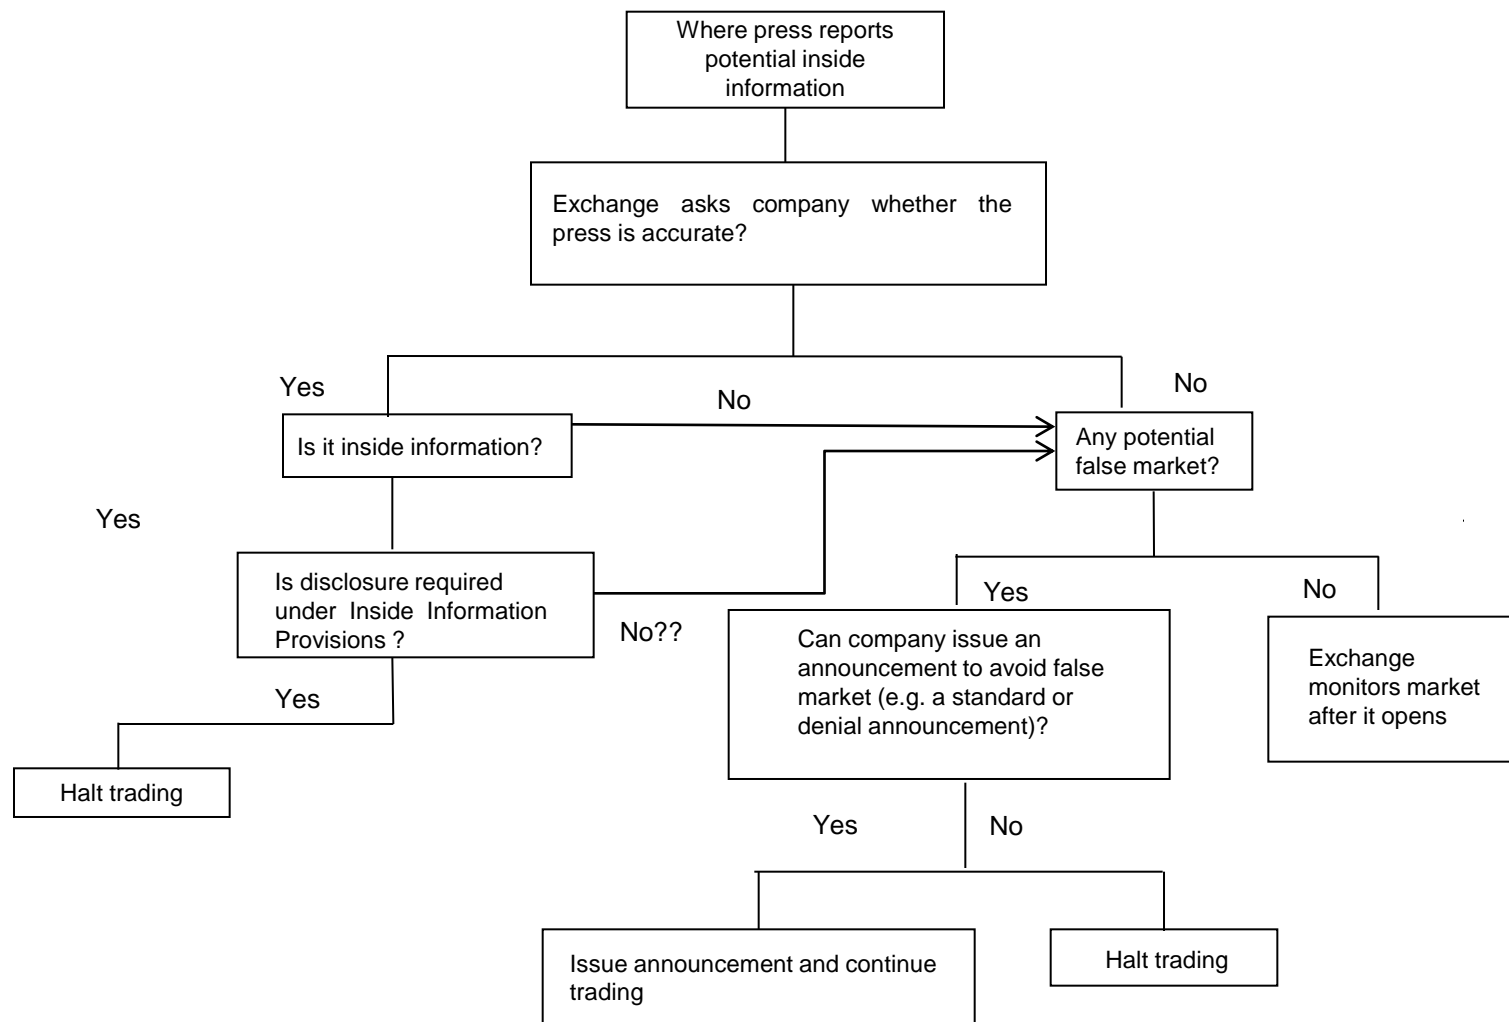 Where press reports
potential inside
information
Exchange asks company whether the
press is accurate?
Yes
No
No
Is it inside information?
Any potential
false market?
Yes
Is disclosure required
under Inside Information
Provisions ?
No??
Yes
No
Can company issue an
announcement to avoid false
market (e.g. a standard or
denial announcement)?
Exchange
monitors market
after it opens
Yes
Halt trading
Yes
No
Issue announcement and continue
trading
Halt trading